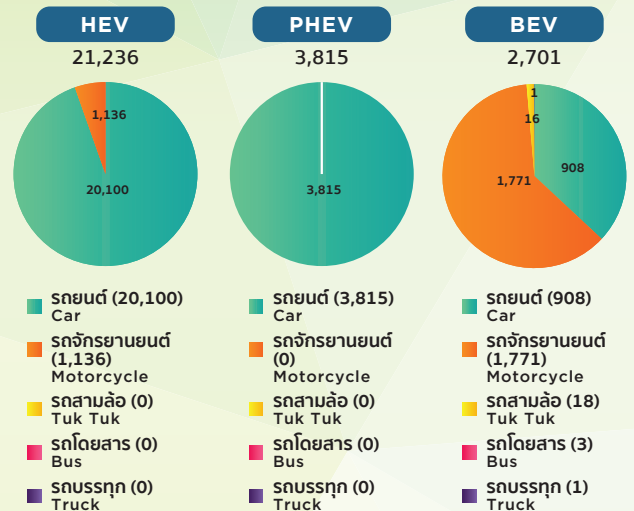 HEV
21,236
1,136
20,100
รถยนต์ (20,100)
Car
รถจักรยานยนต์
(1,136)
Motorcycle
รถสามล้อ (0)
Tuk Tuk
รถโดยสาร (0)
Bus
รถบรรทุก (0)
Truck
PHEV
3,815
3,815
รถยนต์ (3,815)
Car
รถจักรยานยนต์
(0)
Motorcycle
รถสามล้อ (0)
Tuk Tuk
รถโดยสาร (0)
Bus
รถบรรทุก (0)
Truck
BEV
2,701
1
16
908
1,771
รถยนต์ (908)
Car
รถจักรยานยนต์
(1,771)
Motorcycle
รถสามล้อ (18)
Tuk Tuk
รถโดยสาร (3)
Bus
รถบรรทุก (1)
Truck